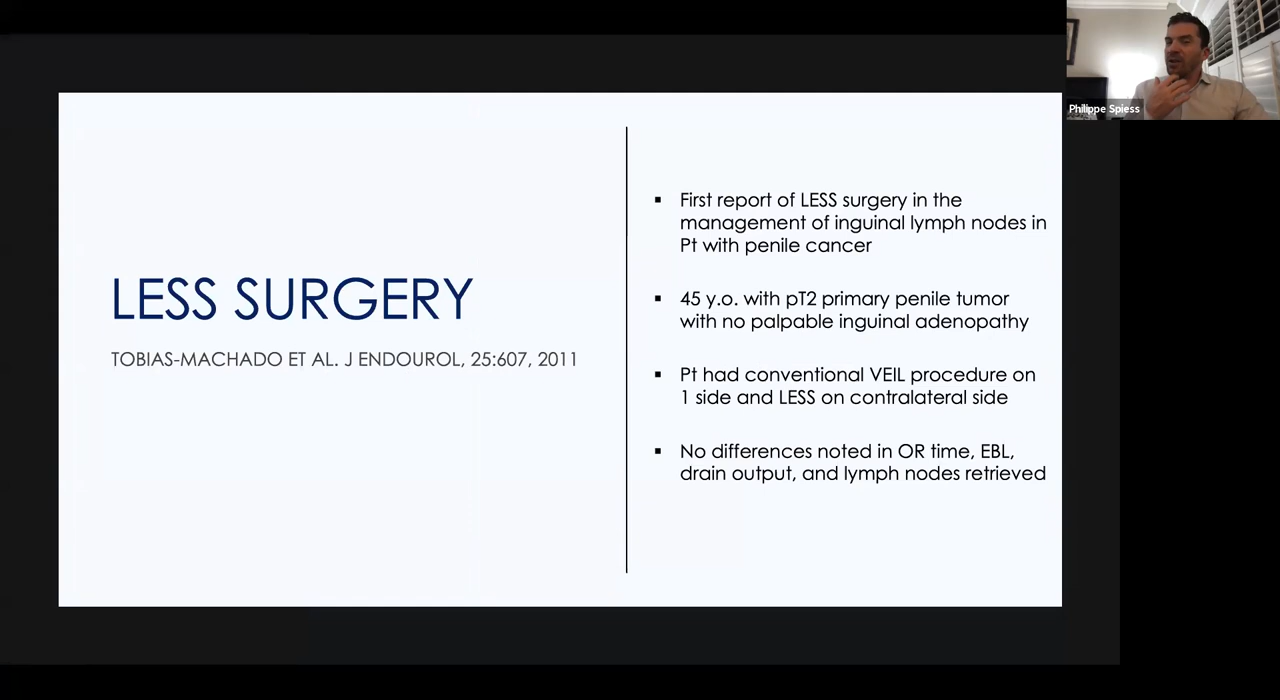 Philippe Spiess
LESS SURGERY
TOBIAS-MACHADO ET AL. J ENDOUROL, 25:607, 2011
▪ First report of LESS surgery in the
management of inguinal lymph nodes in
Pt with penile cancer
▪ 45 y.o. with pT2 primary penile tumor
with no palpable inguinal adenopathy
▪ Pt had conventional VEIL procedure on
1 side and LESS on contralateral side
▪ No differences noted in OR time, EBL,
drain output, and lymph nodes retrieved